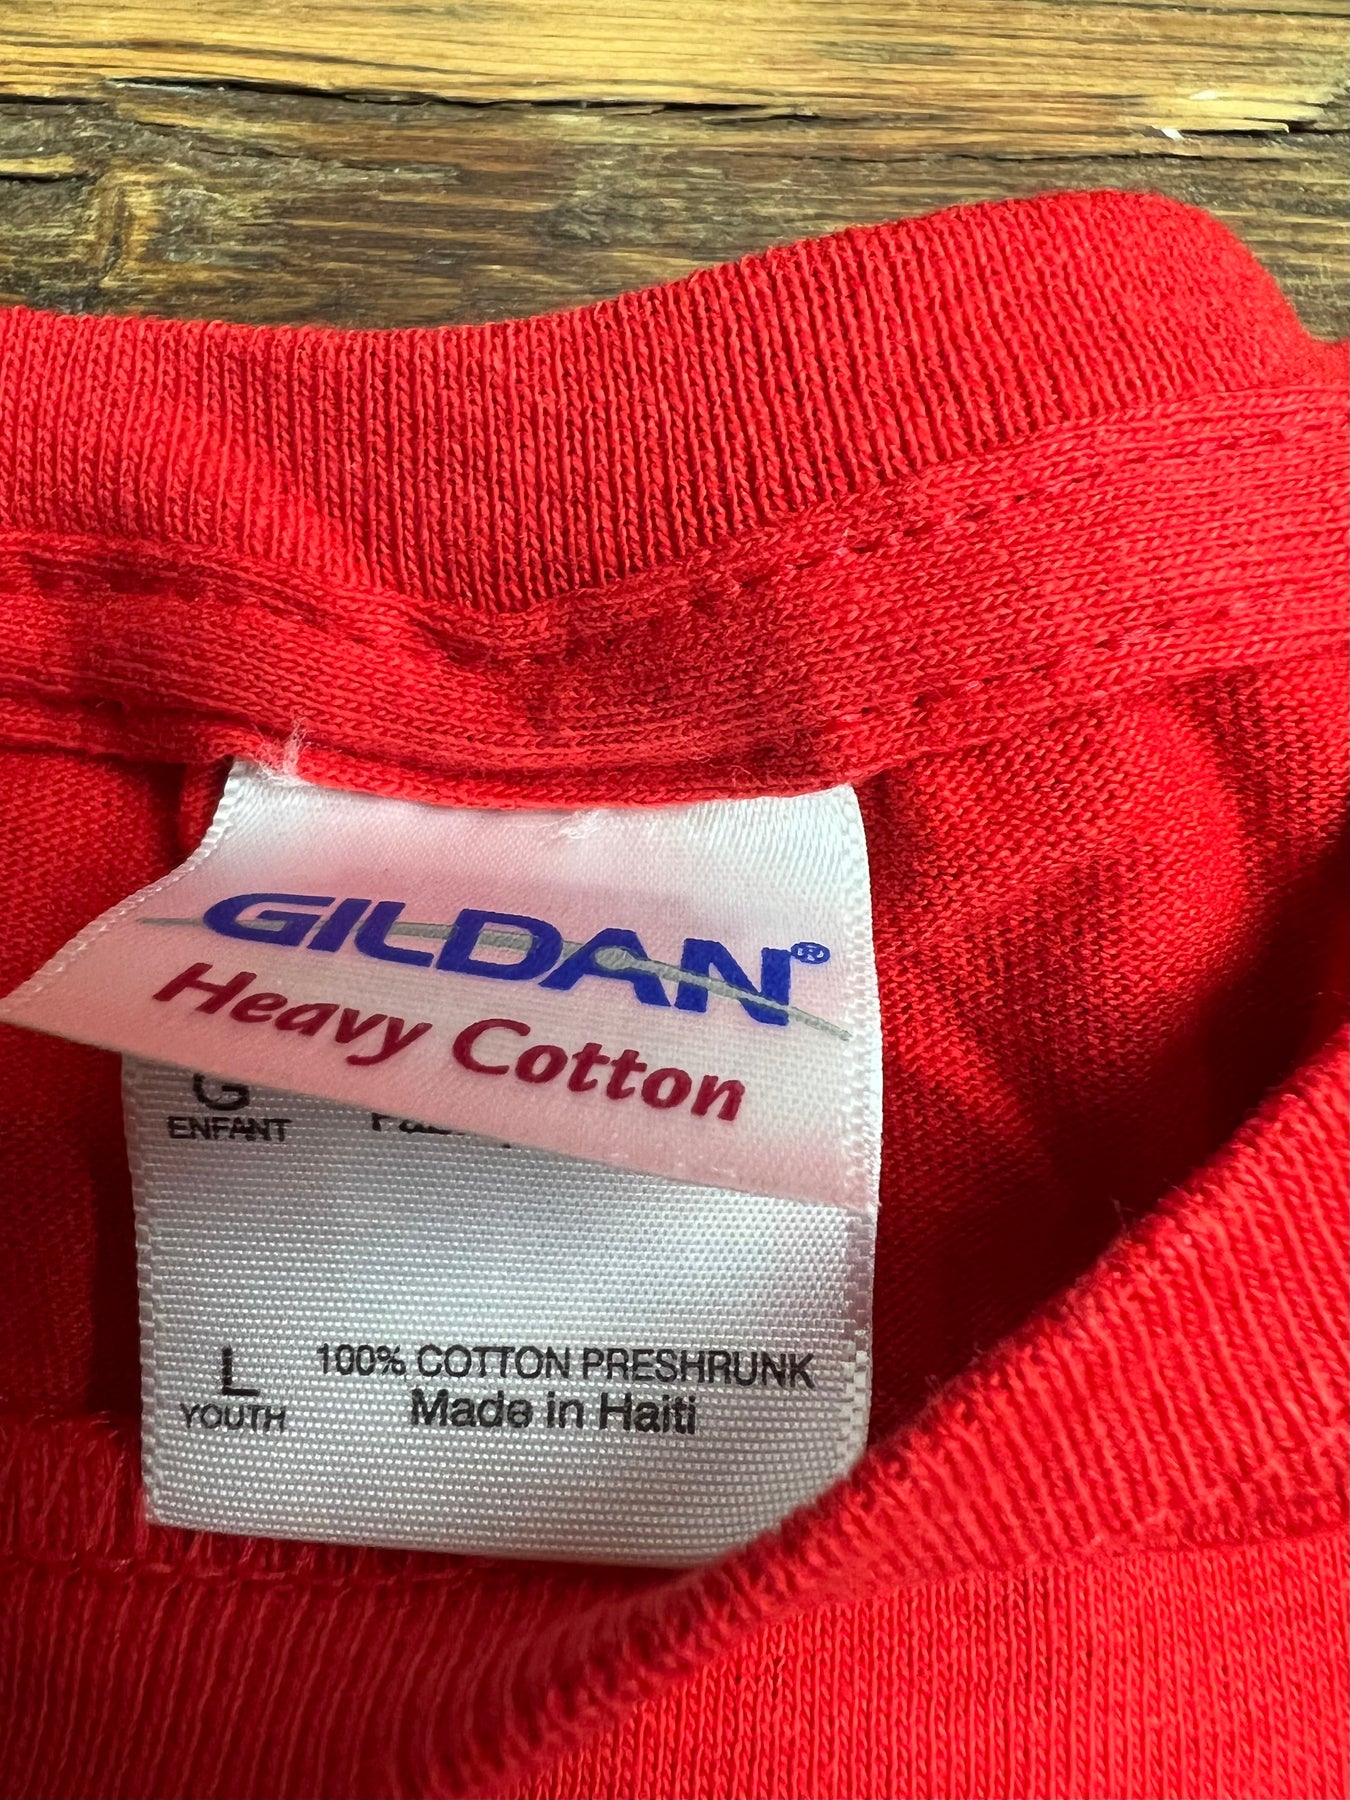 GILDAN®
Heavy Cotton
G
ENFANT
L
YOUTH
100% COTTON PRESHRUNK
Made in Haiti